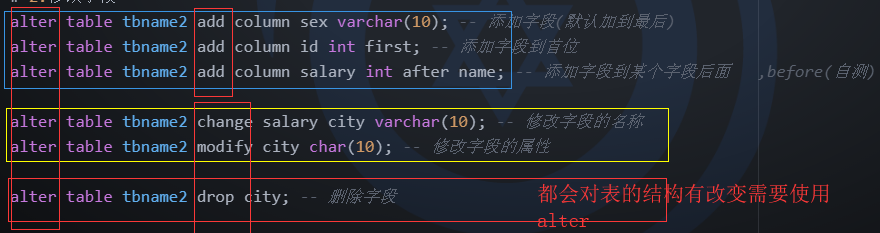 alter table tbname2 add column sex varchar(10); -- 添加字段(默认加到最后)
alter table tbname2 add column id int first; -- 添加字段到首位
alter table tbname2 add column salary int after name; -- 添加字段到某个字段后面 ,before(自测)
alter table tbname2 change salary city varchar(10); -- 修改字段的名称
alter table tbname2 modify city char(10); -- 修改字段的属性
alter table tbname2 drop city; -- 删除字段
都会对表的结构有改变需要使用
alter